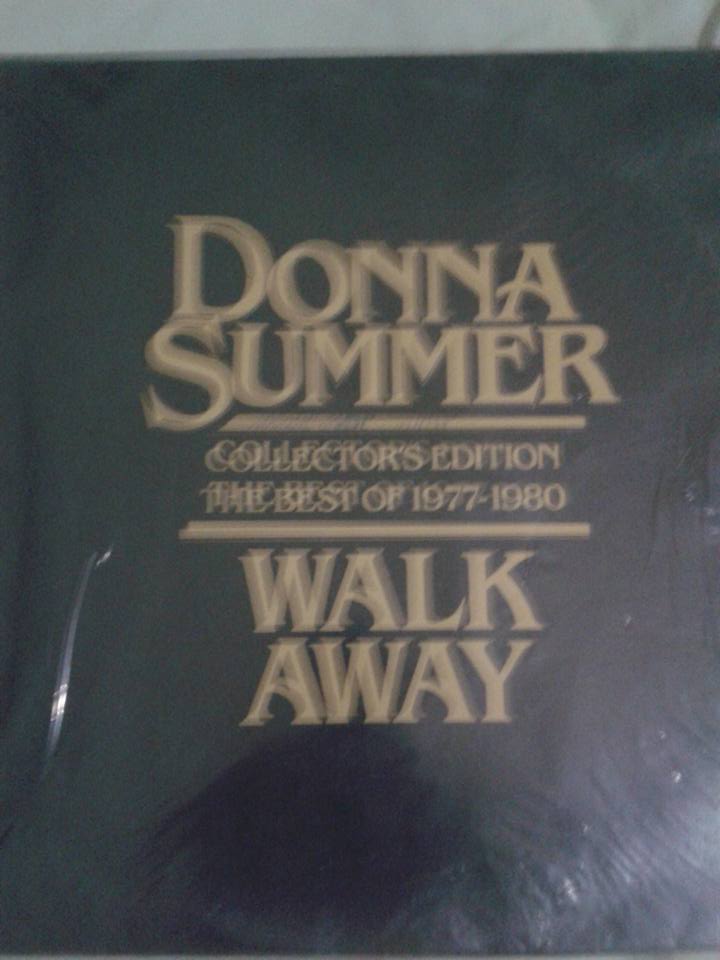 DONNA
SUMMER
COLLECTOR'S EDITION
THE BEST OF 1977-1980
WALK
AWAY